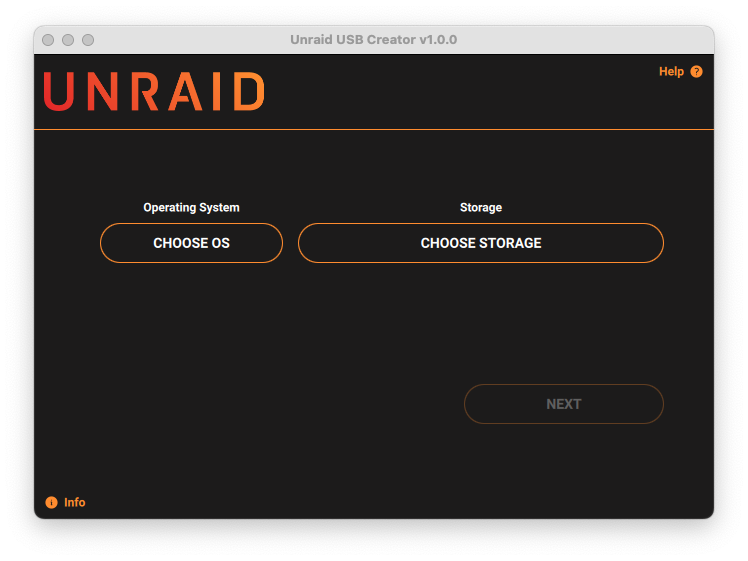 Unraid USB Creator v1.0.0
UNRAID
Help ?
Operating System
Storage
CHOOSE OS
CHOOSE STORAGE
NEXT
i Info